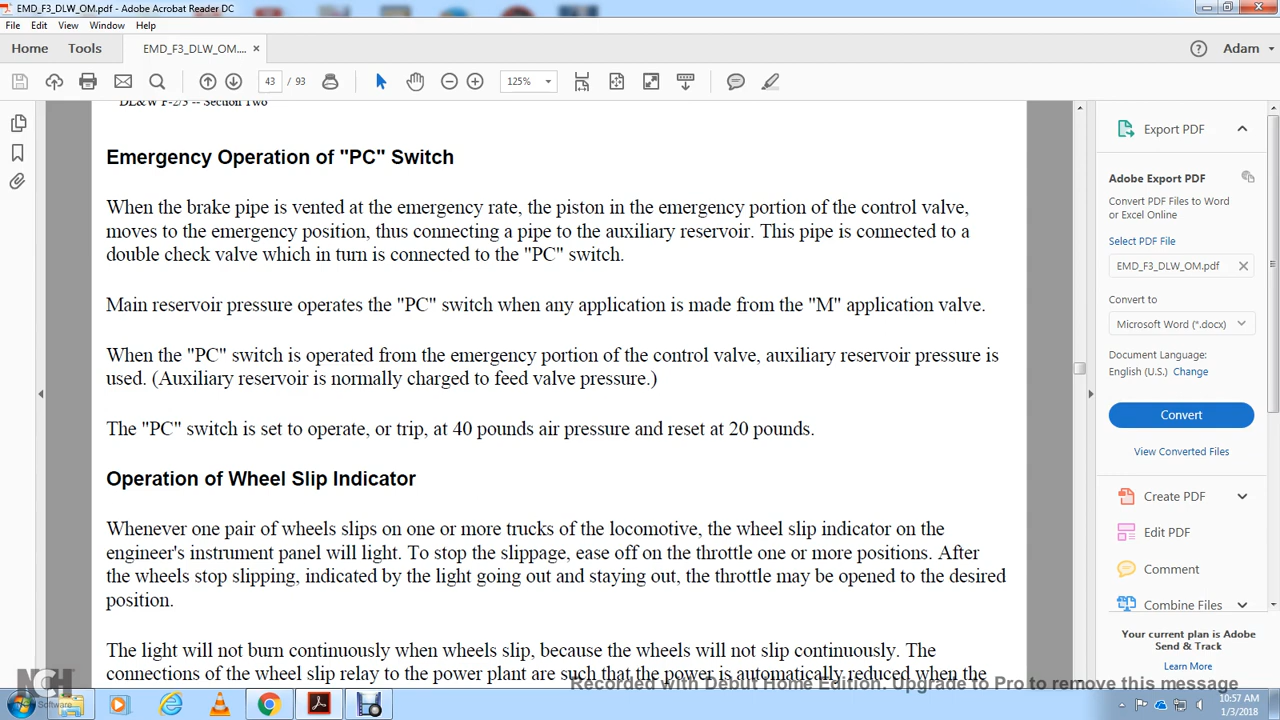 EMD_F3_DLW_OM.pdf - Adobe Acrobat Reader DC
File Edit View Window Help
Home Tools EMD_F3_DLW_OM.... × Adam
43 / 93 125%
DL&W F-2/3 -- Section Two
Emergency Operation of "PC" Switch
When the brake pipe is vented at the emergency rate, the piston in the emergency portion of the control valve,
moves to the emergency position, thus connecting a pipe to the auxiliary reservoir. This pipe is connected to a
double check valve which in turn is connected to the "PC" switch.
Main reservoir pressure operates the "PC" switch when any application is made from the "M" application valve.
When the "PC" switch is operated from the emergency portion of the control valve, auxiliary reservoir pressure is
used. (Auxiliary reservoir is normally charged to feed valve pressure.)
The "PC" switch is set to operate, or trip, at 40 pounds air pressure and reset at 20 pounds.
Operation of Wheel Slip Indicator
Whenever one pair of wheels slips on one or more trucks of the locomotive, the wheel slip indicator on the
engineer's instrument panel will light. To stop the slippage, ease off on the throttle one or more positions. After
the wheels stop slipping, indicated by the light going out and staying out, the throttle may be opened to the desired
position.
The light will not burn continuously when wheels slip, because the wheels will not slip continuously. The
connections of the wheel slip relay to the power plant are such that the power is automatically reduced when the
Export PDF
Adobe Export PDF
Convert PDF Files to Word
or Excel Online
Select PDF File
EMD_F3_DLW_OM.pdf
Convert to
Microsoft Word (*.docx)
Document Language:
English (U.S.) Change
Convert
View Converted Files
Create PDF
Edit PDF
Comment
Combine Files
Your current plan is Adobe
Send & Track
Learn More
NCH Software
Recorded with Debut Home Edition. Upgrade to Pro to remove this message
10:57 AM
1/3/2018